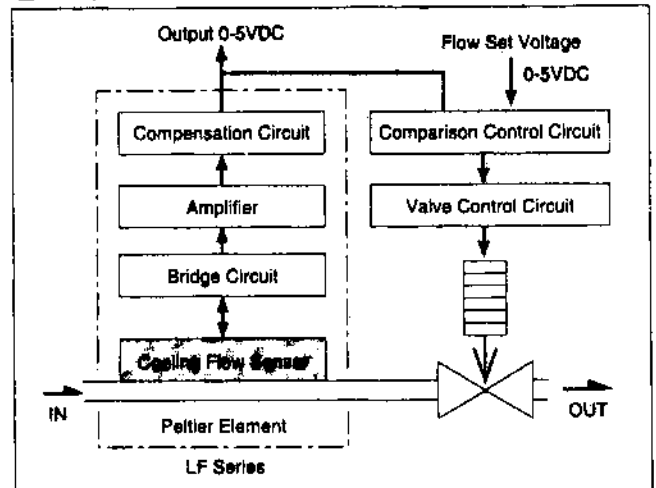 Output 0-5VDC
Flow Set Voltage
0-5VDC
Compensation Circuit
Comparison Control Circuit
Amplifier
Valve Control Circuit
Bridge Circuit
Cooling Flow Sensor
IN
OUT
Peltier Element
LF Series